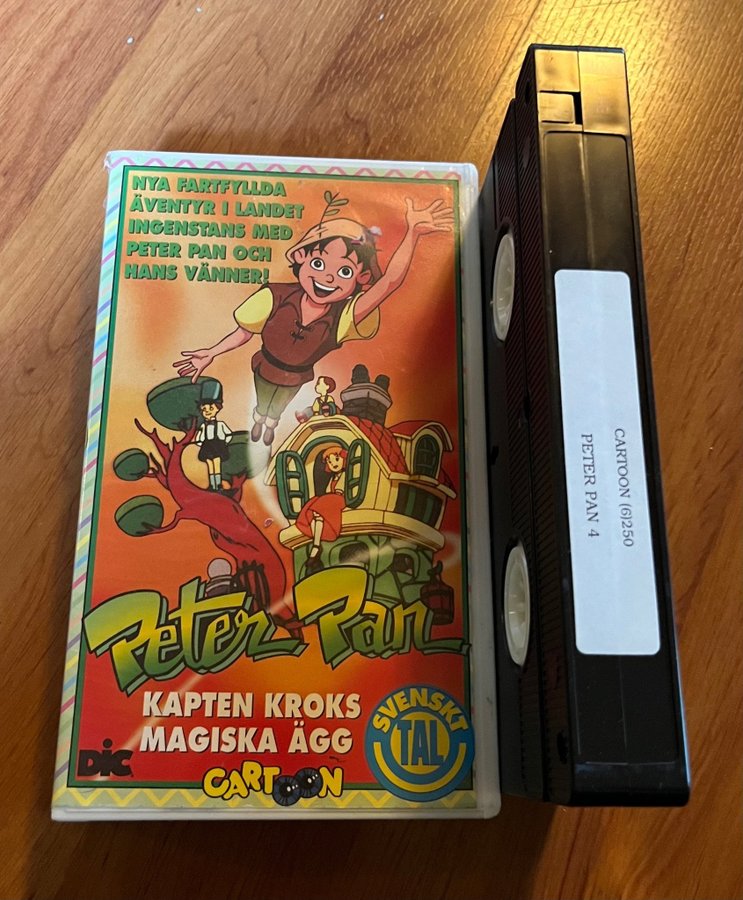 NYA FARTFYLLDA
ÄVENTYR I LANDET
INGENSTANS MED
PETER PAN OCH
HANS VÄNNER!
Peter Pan
KAPTEN KROKS
MAGISKA ÄGG
DiC
CARTOON
SVENSKT
TAL
CARTOON (6)250
PETER PAN 4